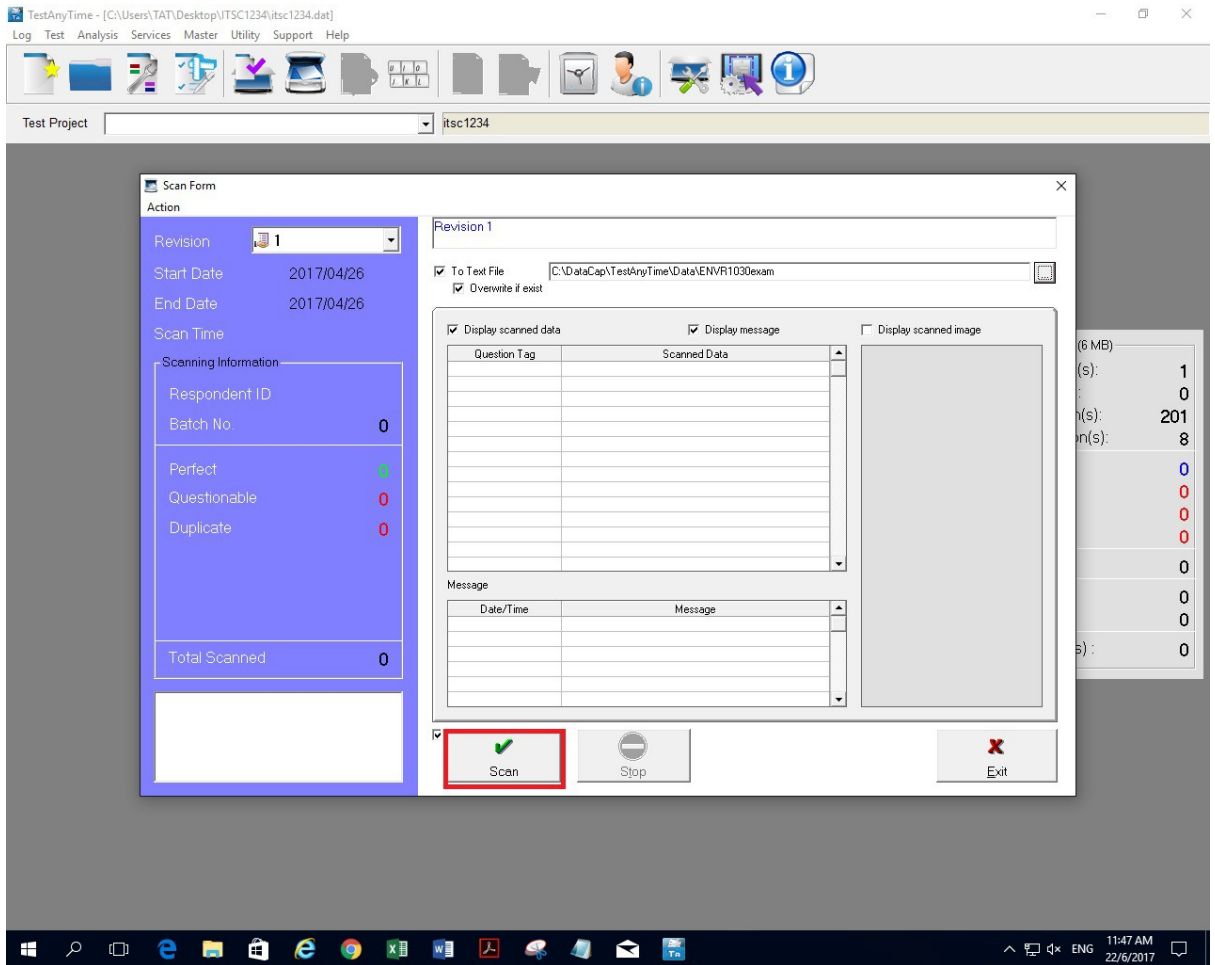 TestAnyTime - [C:\Users\TAT\Desktop\ITSC1234\itsc1234.dat]
Log Test Analysis Services Master Utility Support Help
Test Project
itsc1234
Scan Form
Action
Revision 1
Start Date 2017/04/26
End Date 2017/04/26
Scan Time
Scanning Information
Respondent ID
Batch No. 0
Perfect 0
Questionable 0
Duplicate 0
Total Scanned 0
Revision 1
To Text File C:\DataCap\TestAnyTime\Data\ENVR1030exam
...
Overwrite if exist
Display scanned data Display message Display scanned image
Question Tag Scanned Data
Message
Date/Time Message
Scan Stop Exit
(6 MB)
(s): 1
: 0
n(s): 201
on(s): 8
0
0
0
0
0
0
0
s) : 0
ENG
11:47 AM
22/6/2017